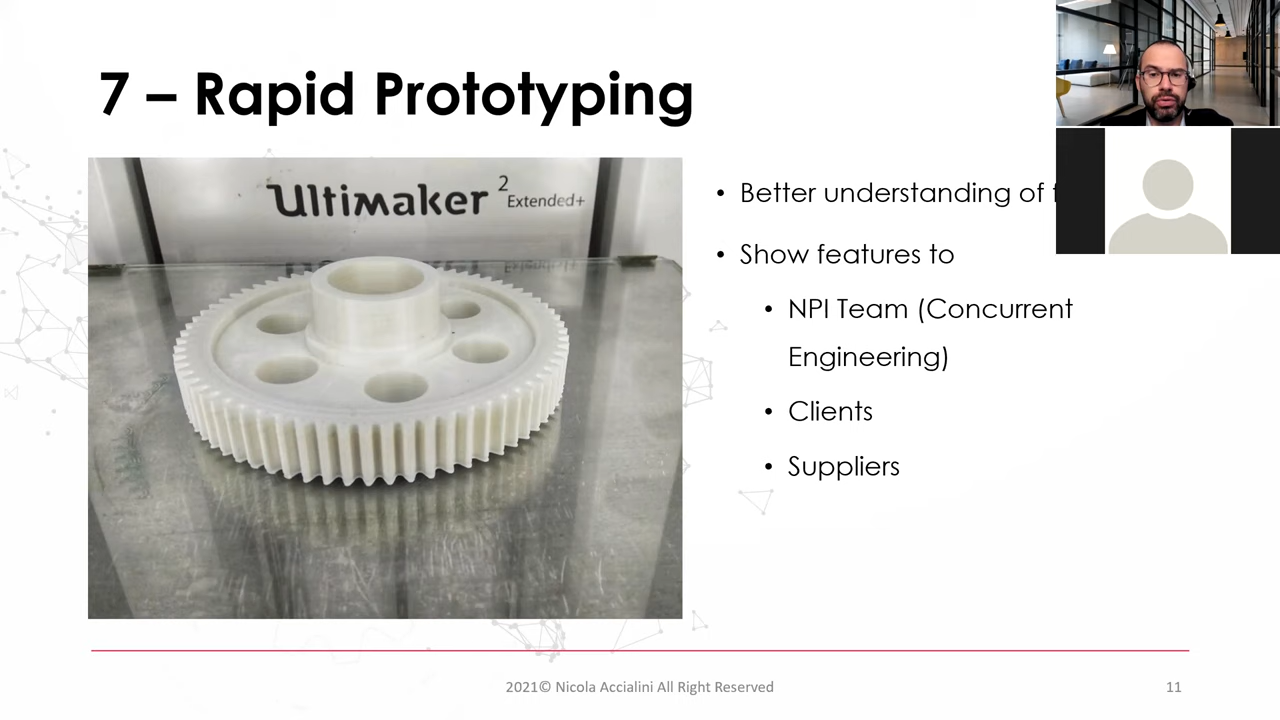 7 – Rapid Prototyping
Ultimaker 2 Extended+
• Better understanding of
• Show features to
• NPI Team (Concurrent
Engineering)
• Clients
• Suppliers
2021© Nicola Accialini All Right Reserved
11